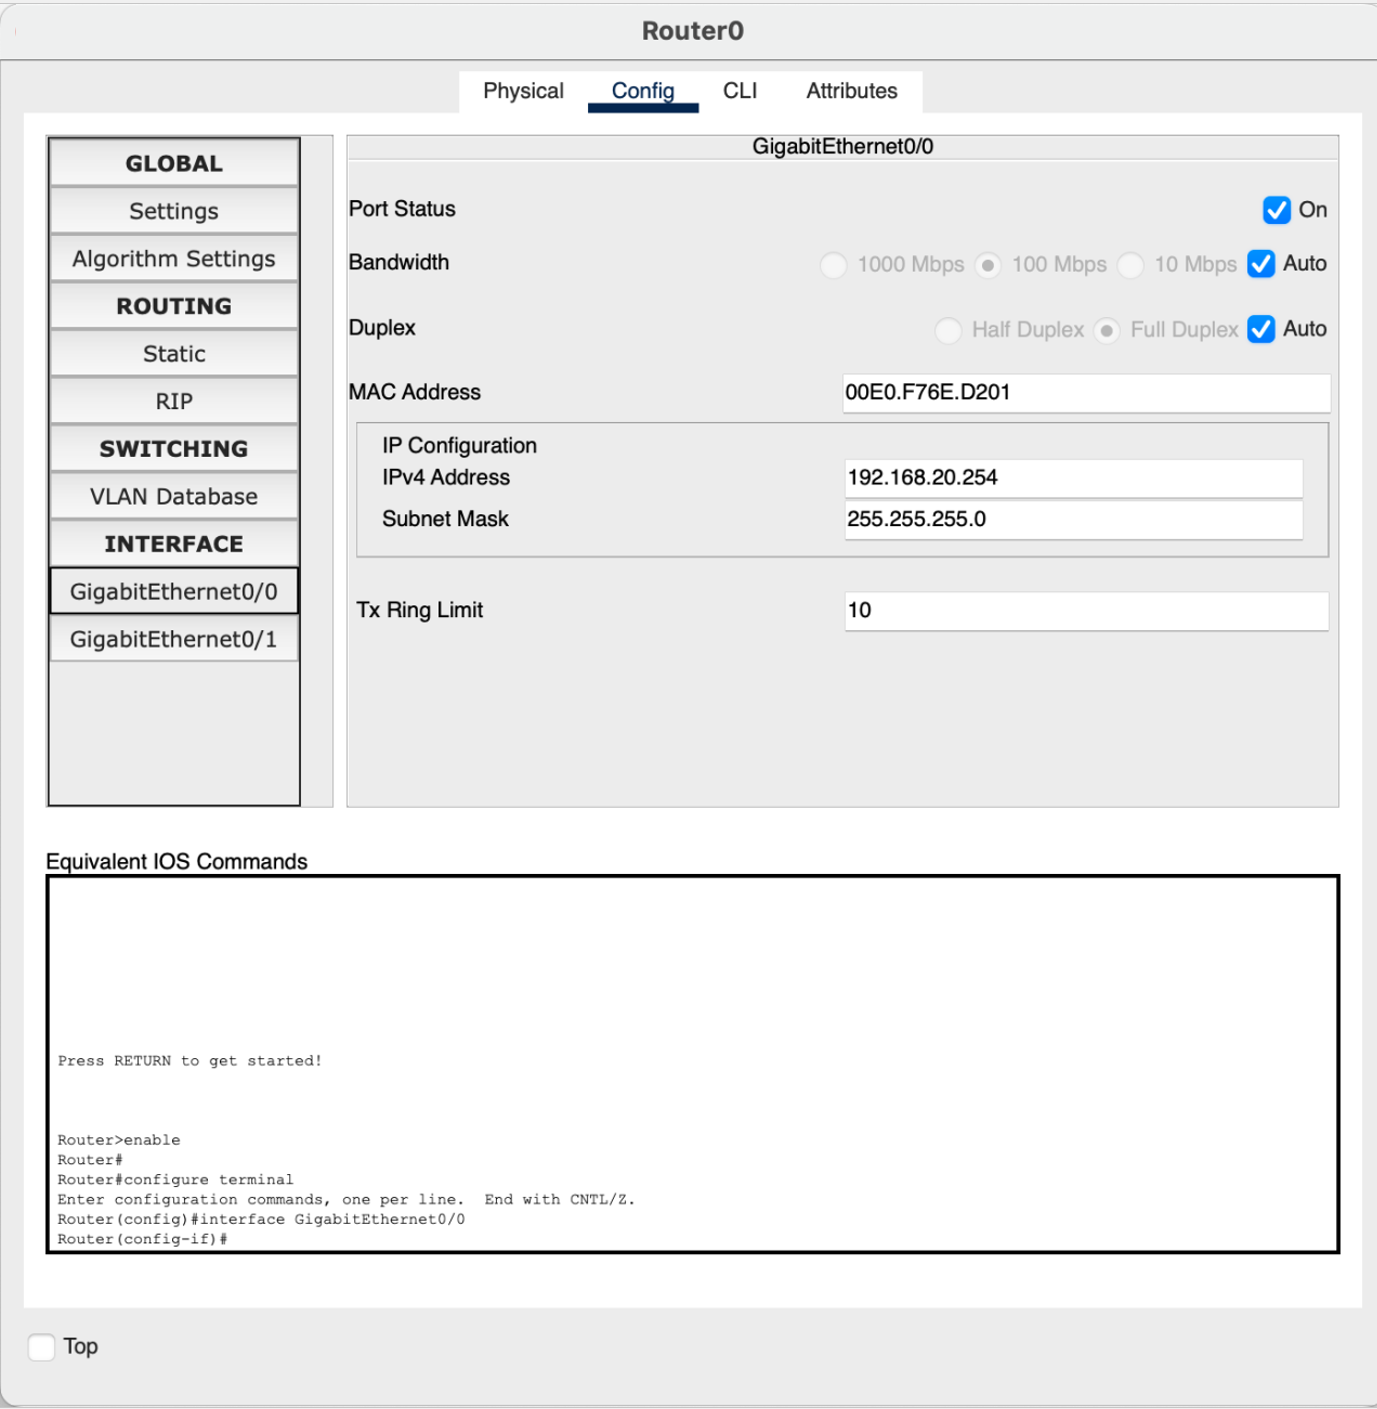 Router0
Physical Config CLI Attributes
GLOBAL
Settings
Algorithm Settings
ROUTING
Static
RIP
SWITCHING
VLAN Database
INTERFACE
GigabitEthernet0/0
GigabitEthernet0/1
GigabitEthernet0/0
Port Status On
Bandwidth 1000 Mbps 100 Mbps 10 Mbps Auto
Duplex Half Duplex Full Duplex Auto
MAC Address 00E0.F76E.D201
IP Configuration
IPv4 Address 192.168.20.254
Subnet Mask 255.255.255.0
Tx Ring Limit 10
Equivalent IOS Commands
Press RETURN to get started!
Router>enable
Router#
Router#configure terminal
Enter configuration commands, one per line.  End with CNTL/Z.
Router(config)#interface GigabitEthernet0/0
Router(config-if)#
Top